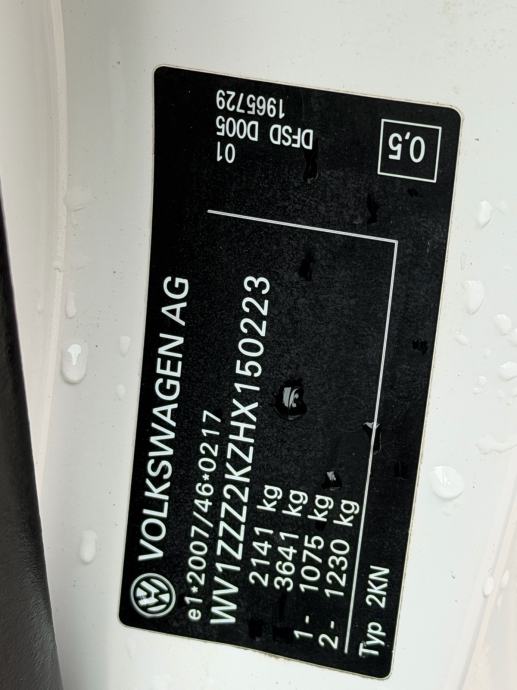 VOLKSWAGEN AG
e1*2007/46*0217
WV1ZZZ2KZHX150223
2141 kg
3641 kg
1- 1075 kg
2- 1230 kg
Typ 2KN
01
DFSD D005
1965729
0,5